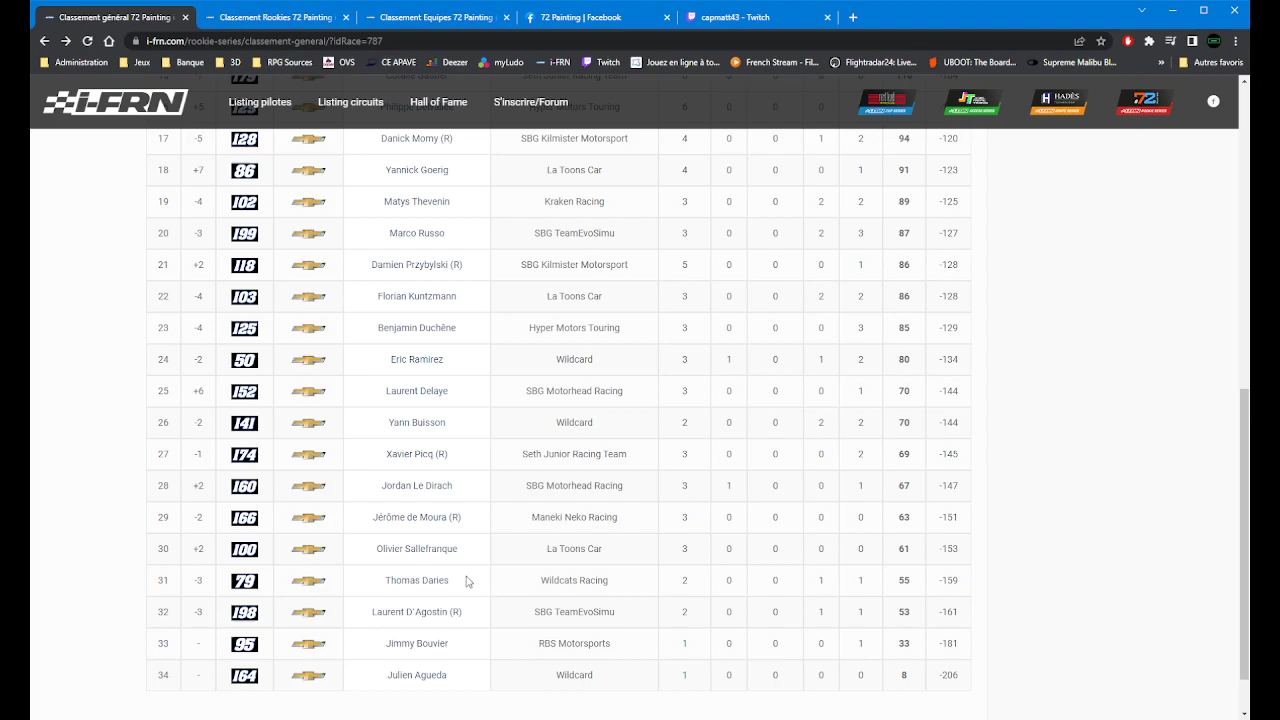 Classement général 72 Painting
Classement Rookies 72 Painting
Classement Equipes 72 Painting
72 Painting | Facebook
capmatt43 - Twitch
i-frn.com/rookie-series/classement-general/?idRace=787
Administration Jeux Banque 3D RPG Sources OVS CE APAVE Deezer myLudo i-FRN Twitch Jouez en ligne à to... French Stream - Fil... Flightradar24: Live... UBOOT: The Board... Supreme Malibu Bl... » Autres favoris
i-FRN Listing pilotes Listing circuits Hall of Fame S'inscrire/Forum
17 -5 128 Danick Momy (R) SBG Kilmister Motorsport 4 0 0 1 2 94 -120
18 +7 86 Yannick Goerig La Toons Car 4 0 0 0 1 91 -123
19 -4 102 Matys Thevenin Kraken Racing 3 0 0 2 2 89 -125
20 -3 199 Marco Russo SBG TeamEvoSimu 3 0 0 2 3 87 -127
21 +2 118 Damien Przybylski (R) SBG Kilmister Motorsport 5 0 0 0 1 86 -128
22 -4 103 Florian Kuntzmann La Toons Car 3 0 0 2 2 86 -128
23 -4 125 Benjamin Duchêne Hyper Motors Touring 3 0 0 0 3 85 -129
24 -2 50 Eric Ramirez Wildcard 3 1 0 1 2 80 -134
25 +6 152 Laurent Delaye SBG Motorhead Racing 3 0 0 0 1 70 -144
26 -2 141 Yann Buisson Wildcard 2 0 0 2 2 70 -144
27 -1 174 Xavier Picq (R) Seth Junior Racing Team 3 0 0 0 2 69 -145
28 +2 160 Jordan Le Dirach SBG Motorhead Racing 3 1 0 0 1 67 -147
29 -2 166 Jérôme de Moura (R) Maneki Neko Racing 3 0 0 0 0 63 -151
30 +2 100 Olivier Sallefranque La Toons Car 3 0 0 0 0 61 -153
31 -3 79 Thomas Daries Wildcats Racing 2 0 0 1 1 55 -159
32 -3 198 Laurent D'Agostin (R) SBG TeamEvoSimu 2 0 0 1 1 53 -161
33 - 95 Jimmy Bouvier RBS Motorsports 1 0 0 0 1 33 -181
34 - 164 Julien Agueda Wildcard 1 0 0 0 0 8 -206